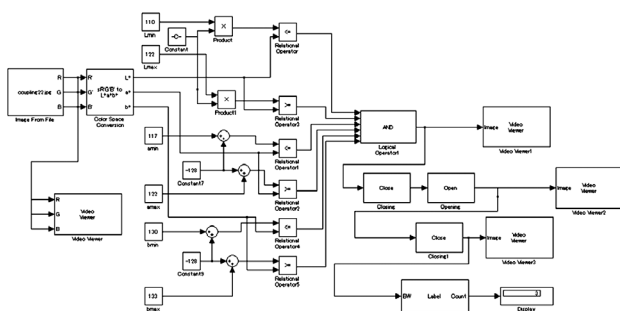 R
G
B
coupling22.jpg
Image From File
R'
G'
B'
sR'G'B' to
L*a*b*
L*
a*
b*
Color Space
Conversion
R
G
B
Video
Viewer
Video Viewer
110
Lmin
-C-
Constant
122
Lmax
×
Product
×
Product1
117
amin
-128
Constant7
122
amax
130
bmin
-128
bmax
133
<=
Relational
Operator
>=
Relational
Operator3
<=
Relational
Operator1
>=
Relational
Operator2
<=
Relational
Operator4
>=
Relational
Operator5
AND
Logical
Image
Video
Viewer
Video Viewer1
Close
Closing
Open
Opening
Image
Video
Viewer
Video Viewer2
Close
Closing1
Image
Video
Viewer
Video Viewer3
BW
Label
Count
3
Display